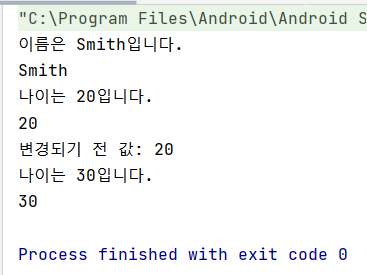 "C:\Program Files\Android\Android S
이름은 Smith입니다.
Smith
나이는 20입니다.
20
변경되기 전 값: 20
나이는 30입니다.
30
Process finished with exit code 0